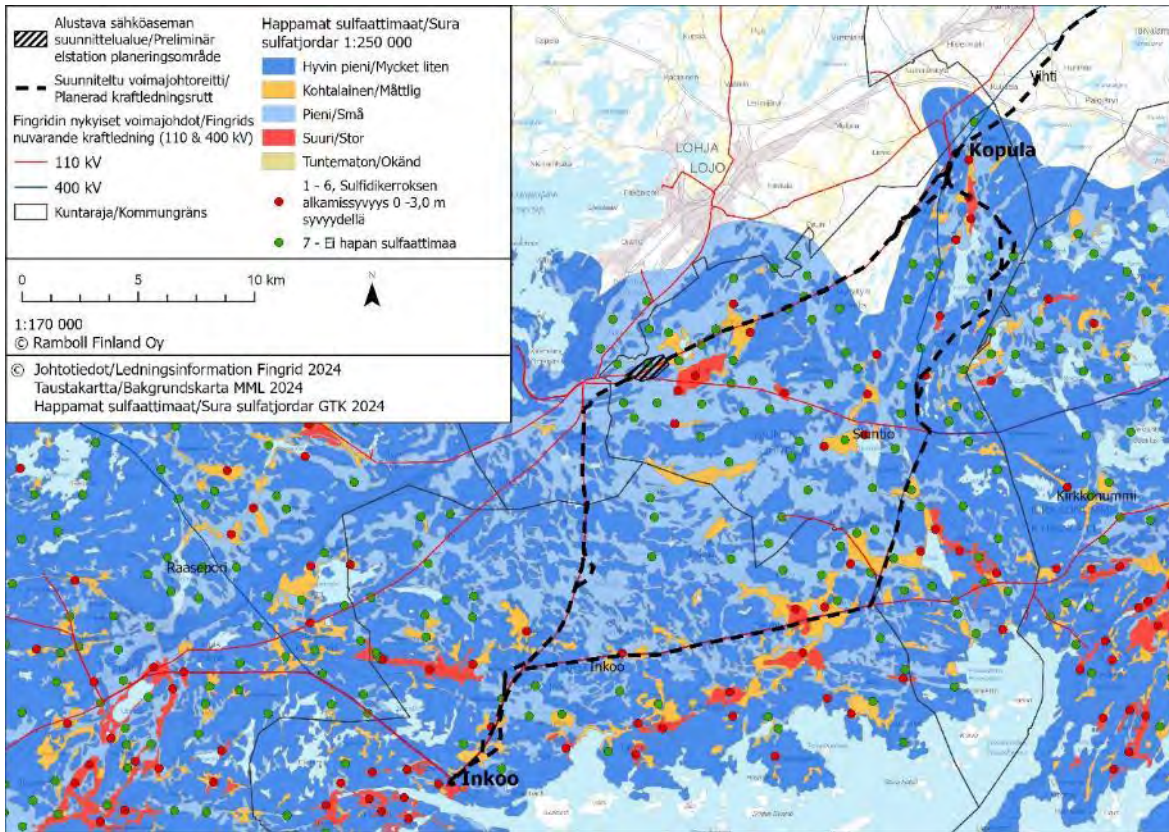 Alustava sähköaseman
suunnittelualue/Preliminär
elstation planeringsområde
Suunniteltu voimajohtoreitti/
Planerad kraftledningsrutt
Fingridin nykyiset voimajohdot/Fingrids
nuvarande kraftledning (110 & 400 kV)
110 kV
400 kV
Kuntaraja/Kommungräns
Happamat sulfaattimaat/Sura
sulfatjordar 1:250 000
Hyvin pieni/Mycket liten
Kohtalainen/Måttlig
Pieni/Små
Suuri/Stor
Tuntematon/Okänd
1 - 6, Sulfidikerroksen
alkamissyvyys 0 -3,0 m
syvyydellä
7 - Ei hapan sulfaattimaa
0 5 10 km
N
1:170 000
© Ramboll Finland Oy
© Johtotiedot/Ledningsinformation Fingrid 2024
Taustakartta/Bakgrundskarta MML 2024
Happamat sulfaattimaat/Sura sulfatjordar GTK 2024
Vihti
LOHJA
LOJO
Kopula
Siuntio
Kirkkonummi
Raasepori
Inkoo
Inkoo